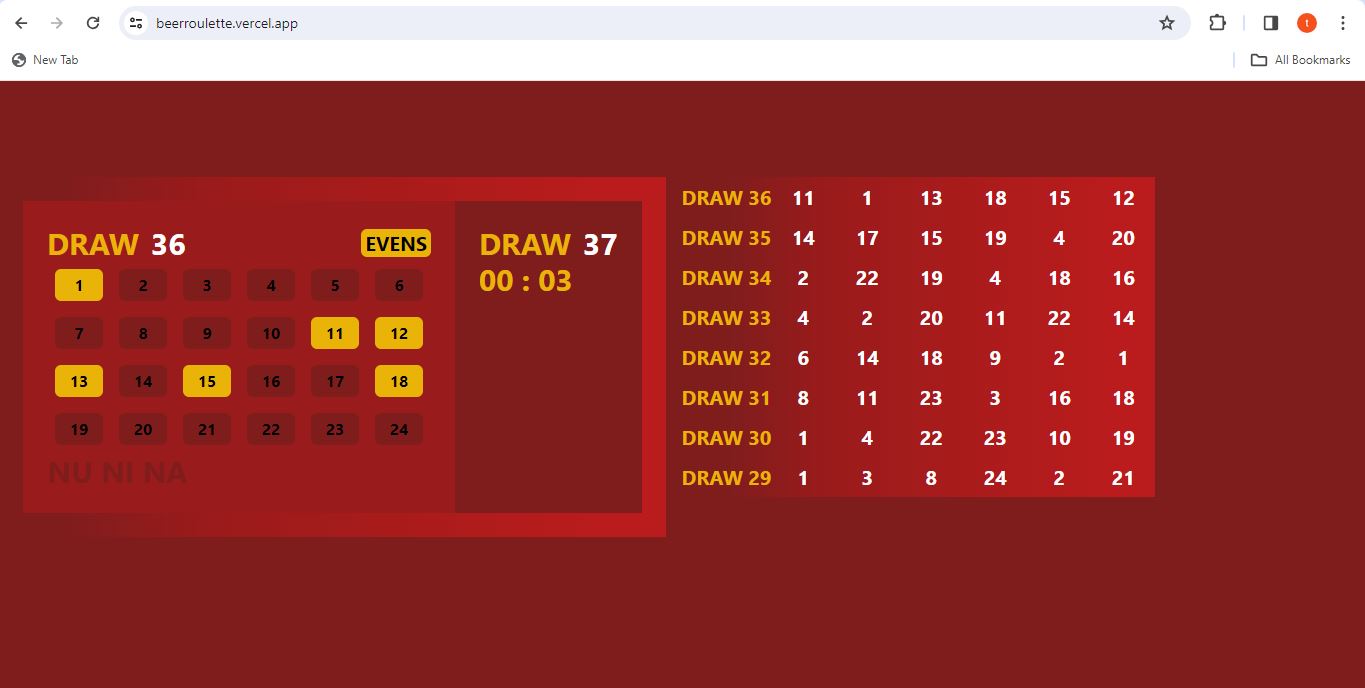 beerroulette.vercel.app
New Tab
All Bookmarks
t
DRAW 36 EVENS
1 2 3 4 5 6
7 8 9 10 11 12
13 14 15 16 17 18
19 20 21 22 23 24
NU NI NA
DRAW 37
00 : 03
DRAW 36 11 1 13 18 15 12
DRAW 35 14 17 15 19 4 20
DRAW 34 2 22 19 4 18 16
DRAW 33 4 2 20 11 22 14
DRAW 32 6 14 18 9 2 1
DRAW 31 8 11 23 3 16 18
DRAW 30 1 4 22 23 10 19
DRAW 29 1 3 8 24 2 21